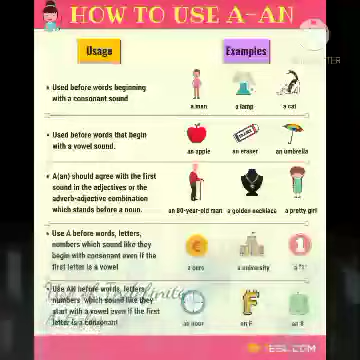 HOW TO USE A-AN
Usage
Examples
Used before words beginning
with a consonant sound
a man
a lamp
a cat
Used before words that begin
with a vowel sound.
an apple
an eraser
an umbrella
A(an) should agree with the first
sound in the adjectives or the
adverb-adjective combination
which stands before a noun.
an 80-year-old man
a golden necklace
a pretty girl
Use A before words, letters,
numbers which sound like they
begin with consonant even if the
first letter is a vowel
a euro
a university
Use AN before words, letters,
numbers which sound like they
start with a vowel even if the first
letter is a consonant
an hour
an F
Use of Indefinite